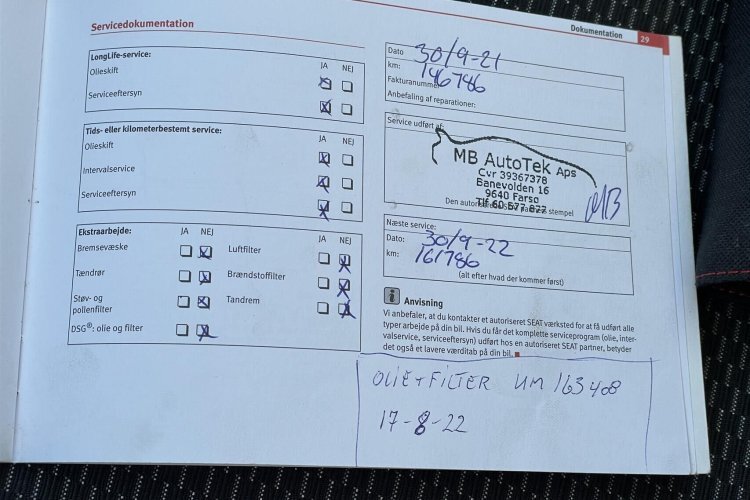 Servicedokumentation
Dokumentation 29
LongLife-service: JA NEJ
Olieskift
Serviceeftersyn
Tids- eller kilometerbestemt service: JA NEJ
Olieskift
Intervalservice
Serviceeftersyn
Ekstraarbejde: JA NEJ JA NEJ
Bremsevæske Luftfilter
Tændrør Brændstoffilter
Støv- og
pollenfilter Tandrem
DSG®: olie og filter
Dato 30/9-21
km: 146786
Fakturanummer
Anbefaling af reparationer:
Service udført af:
MB AutoTek Aps
Cvr 39367378
Banevolden 16
9640 Farsø
Tlf 60 577 877
Den autoriserede SEAT partners stempel
MB
Næste service:
Dato: 30/9-22
km: 161786
(alt efter hvad der kommer først)
Anvisning
Vi anbefaler, at du kontakter et autoriseret SEAT værksted for at få udført alle
typer arbejde på din bil. Hvis du får det komplette serviceprogram (olie, inter-
valservice, serviceeftersyn) udført hos en autoriseret SEAT partner, betyder
det også et lavere værditab på din bil.
OLIE + FILTER KM 163408
17-8-22